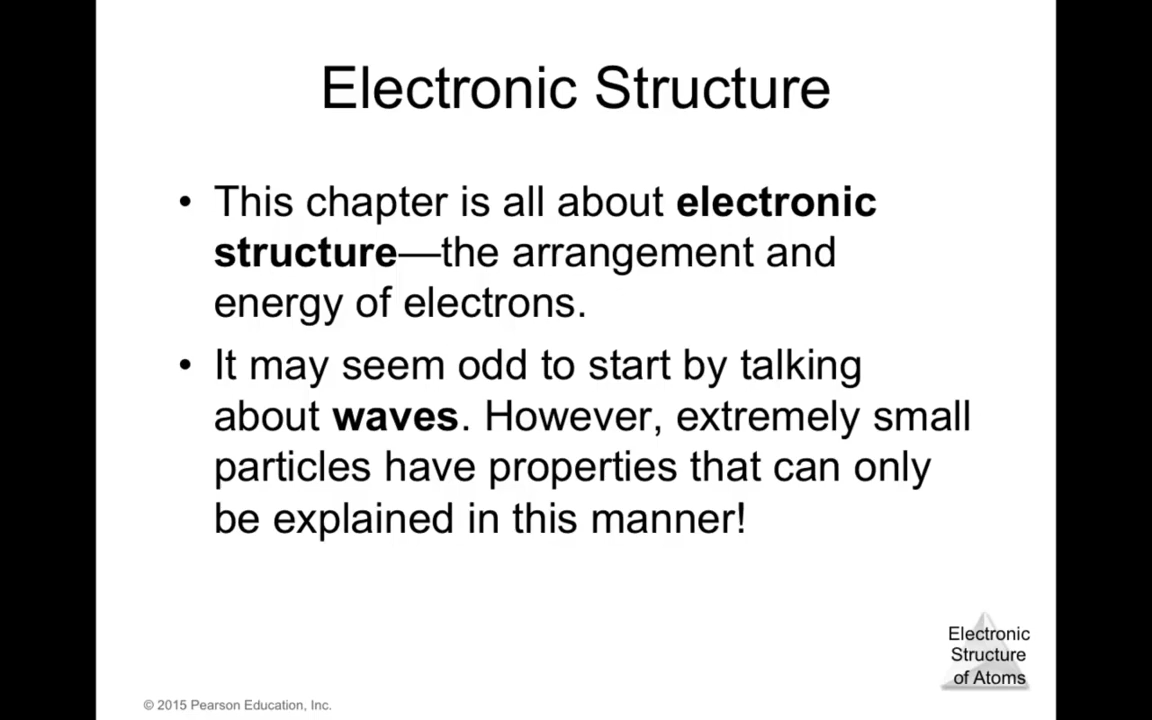 Electronic Structure
• This chapter is all about electronic
structure—the arrangement and
energy of electrons.
• It may seem odd to start by talking
about waves. However, extremely small
particles have properties that can only
be explained in this manner!
Electronic
Structure
of Atoms
© 2015 Pearson Education, Inc.